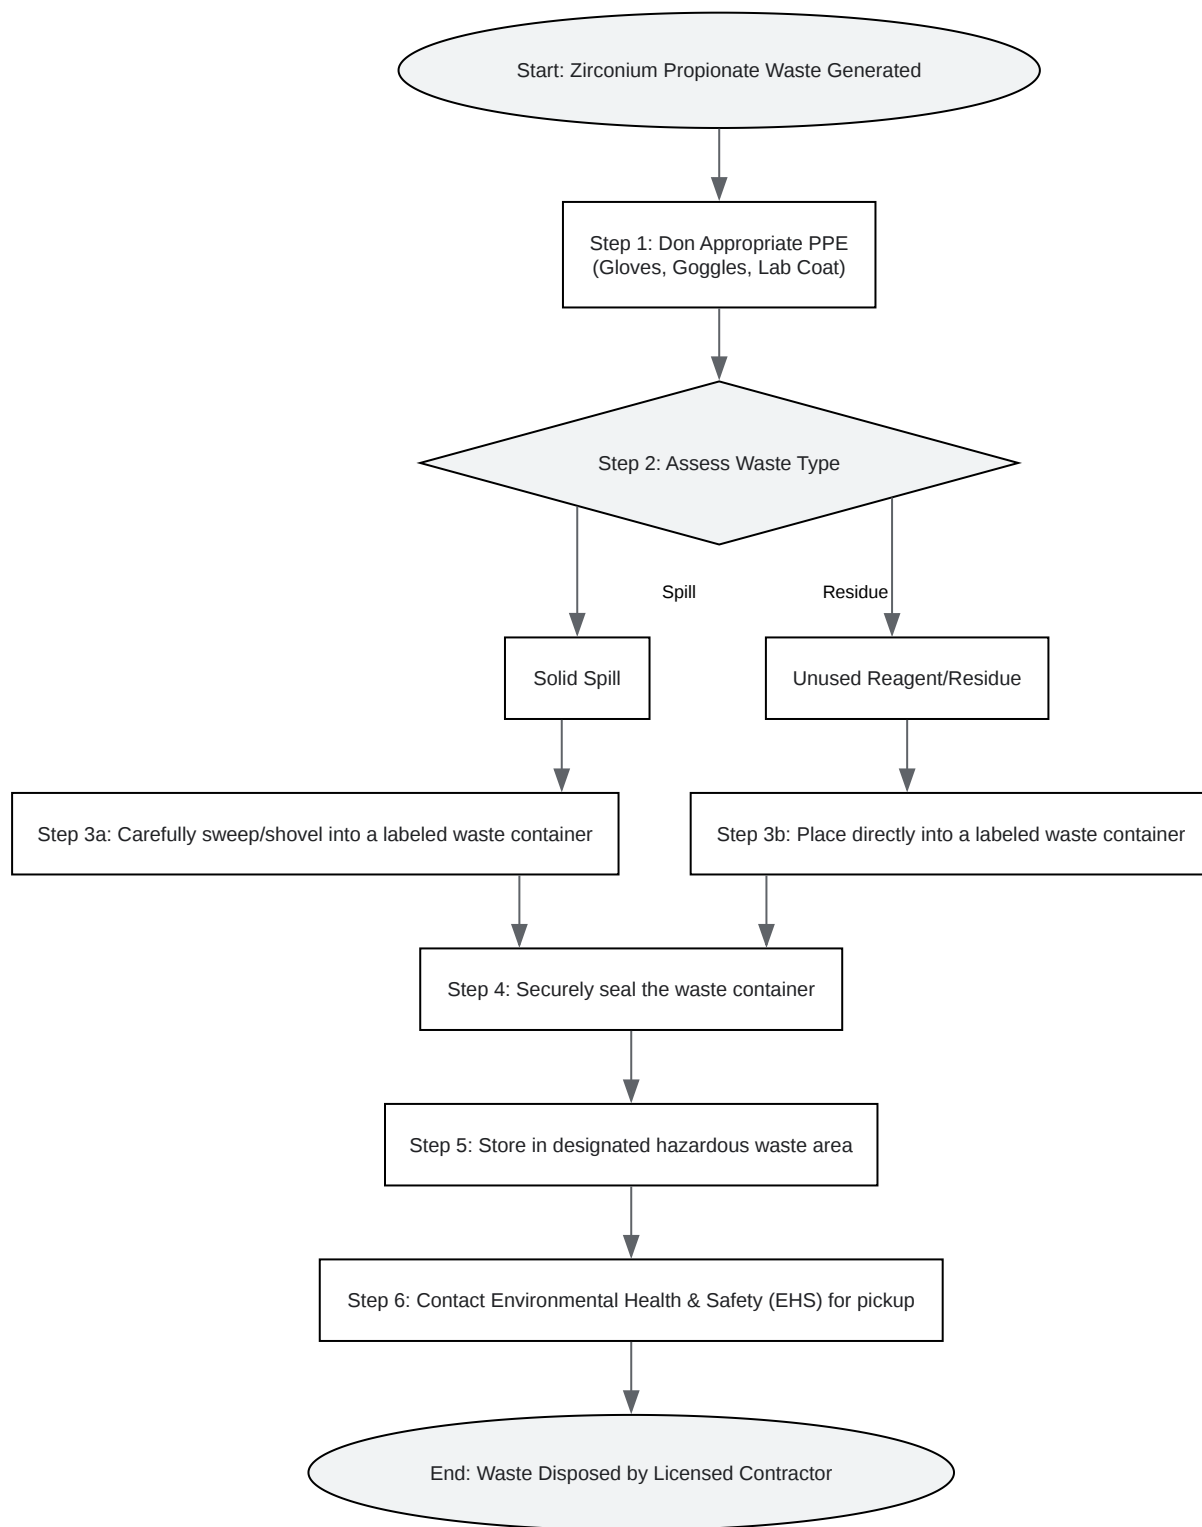 Start: Zirconium Propionate Waste Generated
Step 1: Don Appropriate PPE
(Gloves, Goggles, Lab Coat)
Step 2: Assess Waste Type
Spill
Residue
Solid Spill
Unused Reagent/Residue
Step 3a: Carefully sweep/shovel into a labeled waste container
Step 3b: Place directly into a labeled waste container
Step 4: Securely seal the waste container
Step 5: Store in designated hazardous waste area
Step 6: Contact Environmental Health & Safety (EHS) for pickup
End: Waste Disposed by Licensed Contractor